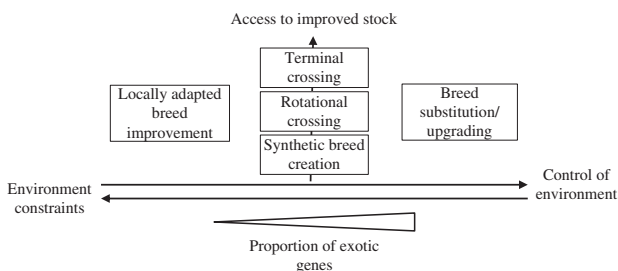 Access to improved stock
Terminal
crossing
Locally adapted
breed
improvement
Rotational
crossing
Breed
substitution/
upgrading
Synthetic breed
creation
Environment
constraints
Control of
environment
Proportion of exotic
genes